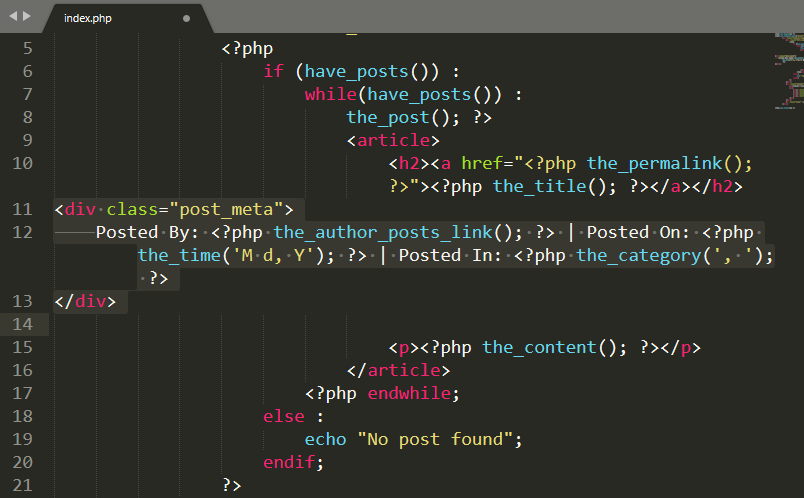 index.php
5 <?php
6 if (have_posts()) :
7 while(have_posts()) :
8 the_post(); ?>
9 <article>
10 <h2><a href="<?php the_permalink();
?>"><?php the_title(); ?></a></h2>
11 <div class="post_meta">
12 Posted By: <?php the_author_posts_link(); ?> | Posted On: <?php
the_time('M d, Y'); ?> | Posted In: <?php the_category(', ');
?>
13 </div>
14
15 <p><?php the_content(); ?></p>
16 </article>
17 <?php endwhile;
18 else :
19 echo "No post found";
20 endif;
21 ?>